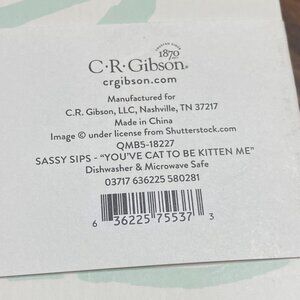 CREATED SINCE
1870
C·R·Gibson®
crgibson.com
Manufactured for
C.R. Gibson, LLC, Nashville, TN 37217
Made in China
Image © under license from Shutterstock.com
QMB5-18227
SASSY SIPS - "YOU'VE CAT TO BE KITTEN ME"
Dishwasher & Microwave Safe
03717 636225 580281
6 36225 75537 3